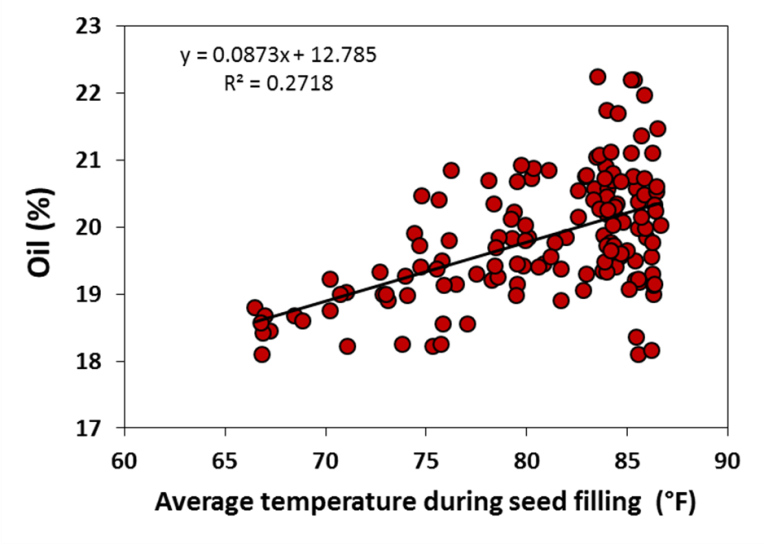 y = 0.0873x + 12.785
R² = 0.2718
23
22
21
20
19
18
17
Oil (%)
60 65 70 75 80 85 90
Average temperature during seed filling (°F)